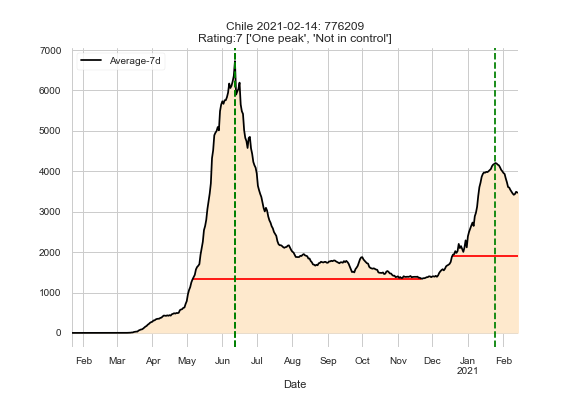 Chile 2021-02-14: 776209
Rating:7 ['One peak', 'Not in control']
Average-7d
7000
6000
5000
4000
3000
2000
1000
0
Feb Mar Apr May Jun Jul Aug Sep Oct Nov Dec Jan Feb
2021
Date